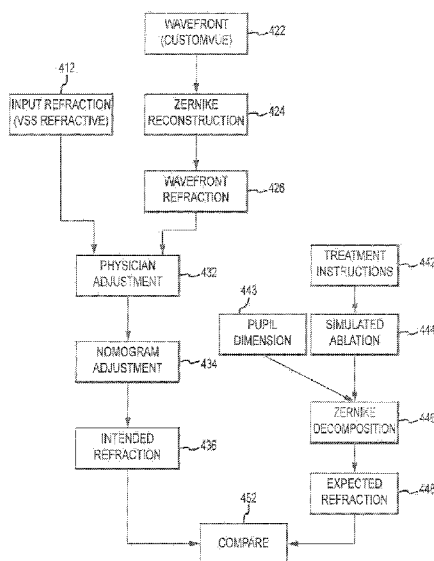 WAVEFRONT
(CUSTOMVUE)
422
412
INPUT REFRACTION
(VSS REFRACTIVE)
ZERNIKE
RECONSTRUCTION
424
WAVEFRONT
REFRACTION
426
PHYSICIAN
ADJUSTMENT
432
TREATMENT
INSTRUCTIONS
442
443
PUPIL
DIMENSION
SIMULATED
ABLATION
444
NOMOGRAM
ADJUSTMENT
434
ZERNIKE
DECOMPOSITION
446
INTENDED
REFRACTION
436
EXPECTED
REFRACTION
448
452
COMPARE